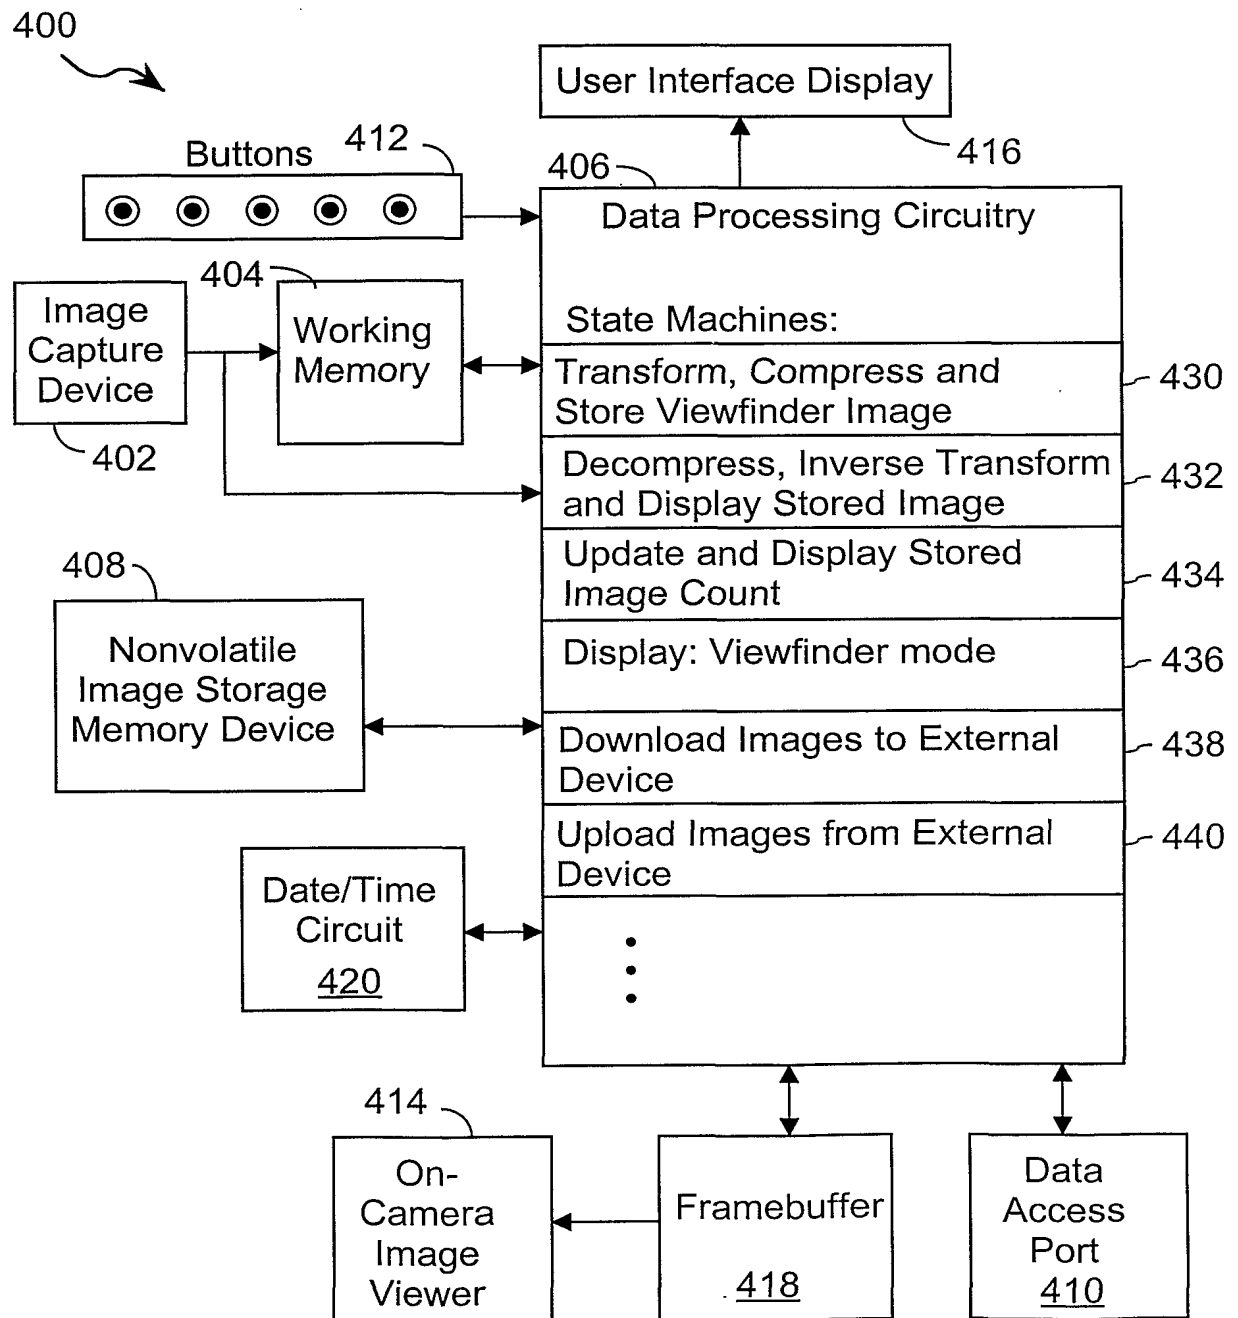 400
User Interface Display
416
Buttons
412
406
Data Processing Circuitry
State Machines:
404
Image
Capture
Device
402
Working
Memory
Transform, Compress and
Store Viewfinder Image
430
Decompress, Inverse Transform
and Display Stored Image
432
Update and Display Stored
Image Count
434
408
Nonvolatile
Image Storage
Memory Device
Display: Viewfinder mode
436
Download Images to External
Device
438
Upload Images from External
Device
440
Date/Time
Circuit
420
414
On-
Camera
Image
Viewer
Framebuffer
418
Data
Access
Port
410